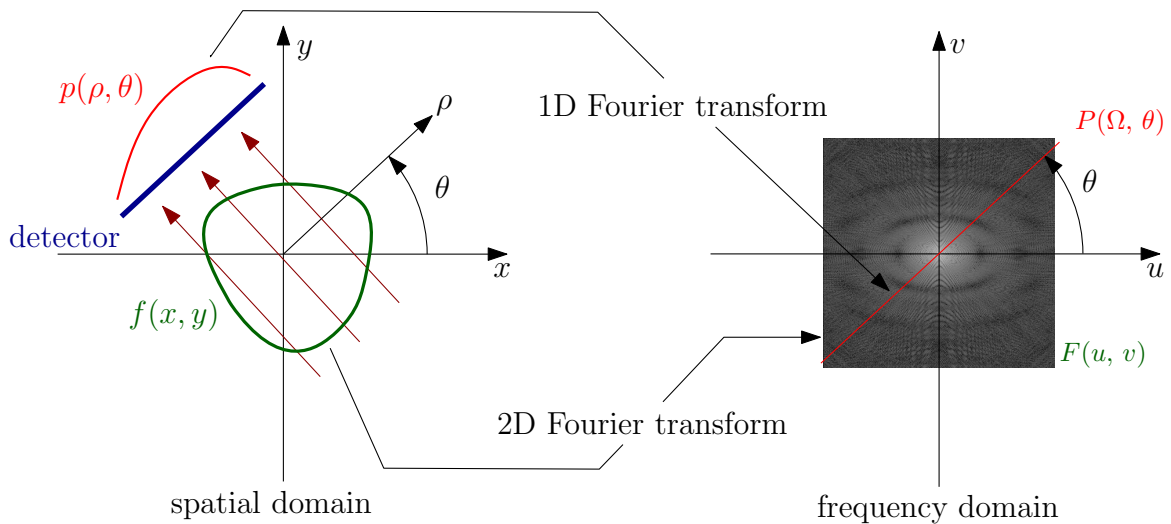 y
v
p(ρ, θ)
ρ
1D Fourier transform
P(Ω, θ)
θ
θ
detector
x
u
f(x, y)
F(u, v)
2D Fourier transform
spatial domain
frequency domain